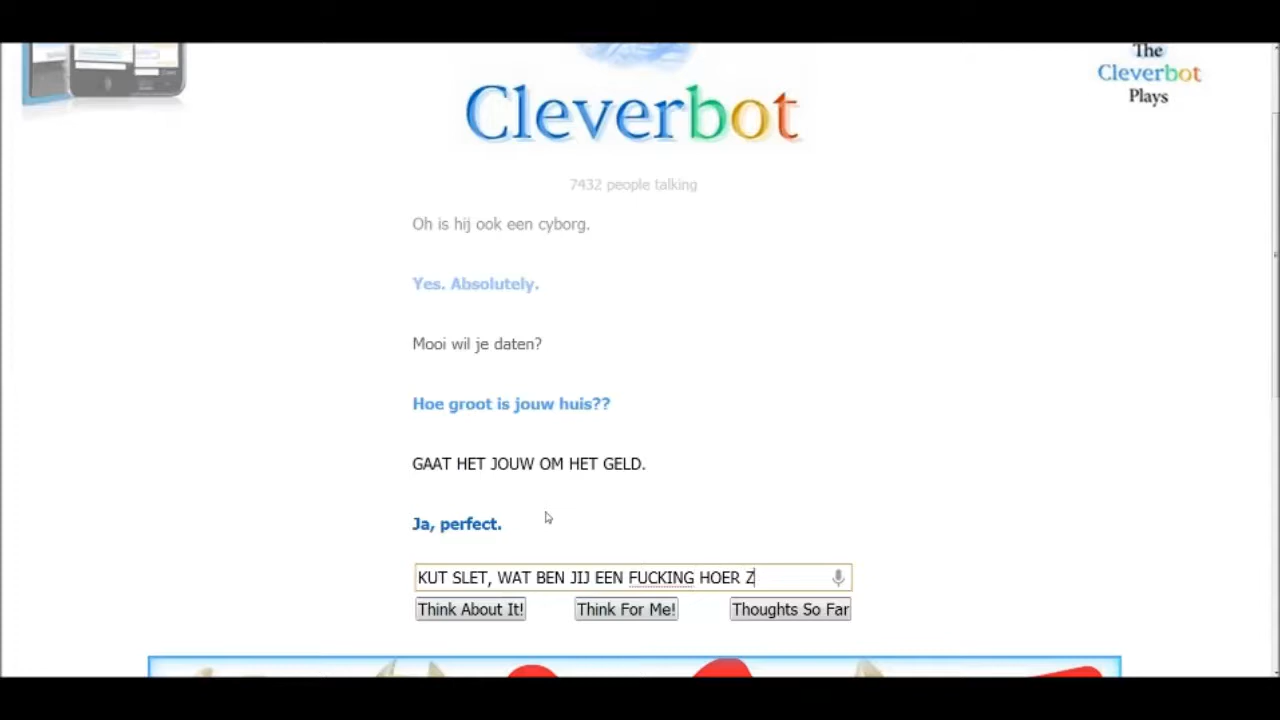 The
Cleverbot
Plays
Cleverbot
7432 people talking
Oh is hij ook een cyborg.
Yes. Absolutely.
Mooi wil je daten?
Hoe groot is jouw huis??
GAAT HET JOUW OM HET GELD.
Ja, perfect.
KUT SLET, WAT BEN JIJ EEN FUCKING HOER Z
Think About It!
Think For Me!
Thoughts So Far